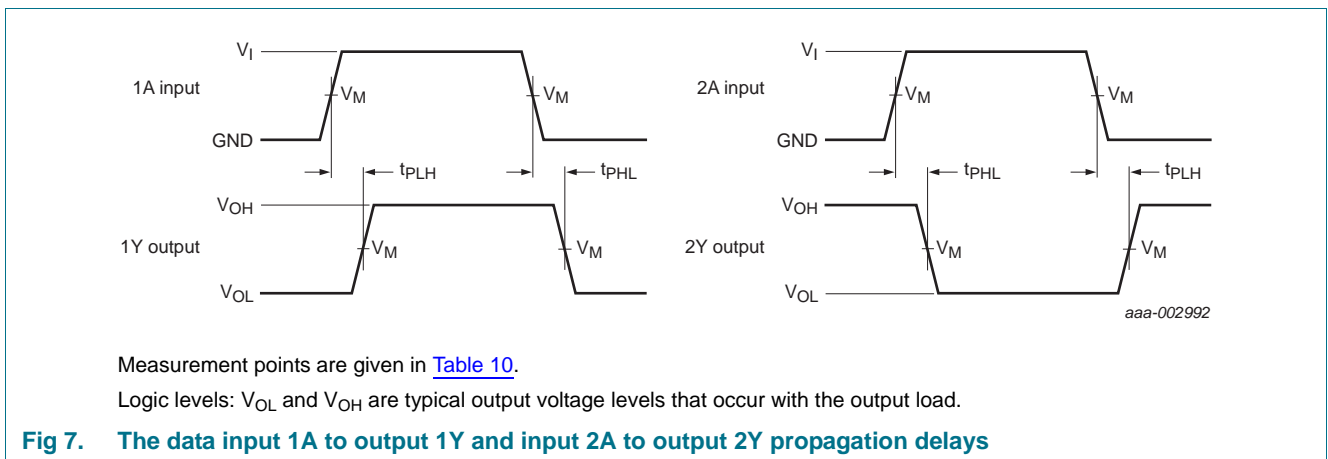 V_I
1A input
V_M
V_M
GND
t_PLH
t_PHL
V_OH
1Y output
V_M
V_M
V_OL
V_I
2A input
V_M
V_M
GND
t_PHL
t_PLH
V_OH
2Y output
V_M
V_M
V_OL
aaa-002992
Measurement points are given in Table 10.
Logic levels: V_OL and V_OH are typical output voltage levels that occur with the output load.
Fig 7. The data input 1A to output 1Y and input 2A to output 2Y propagation delays